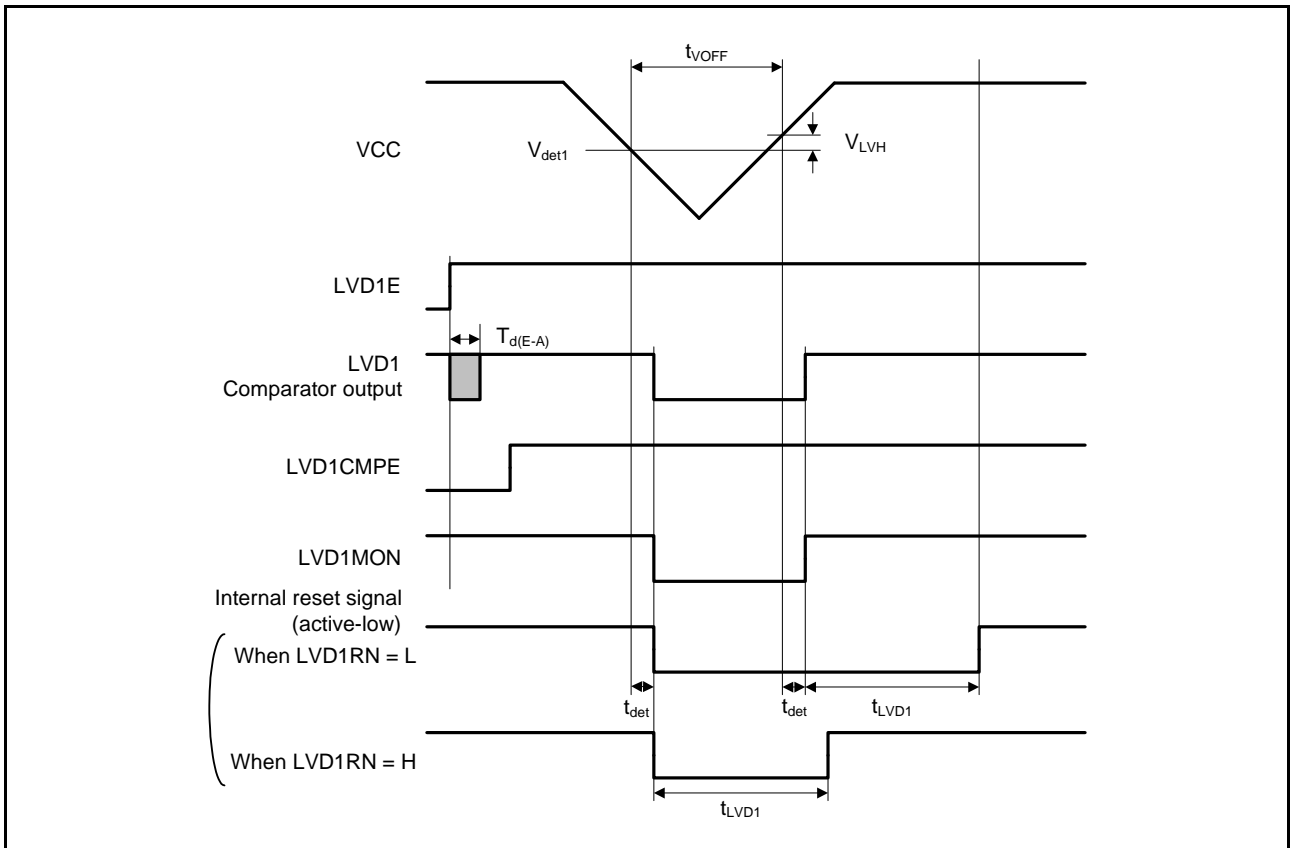 tVOFF
VCC
Vdet1
VLVH
LVD1E
Td(E-A)
LVD1
Comparator output
LVD1CMPE
LVD1MON
Internal reset signal
(active-low)
When LVD1RN = L
tdet
tdet
tLVD1
When LVD1RN = H
tLVD1